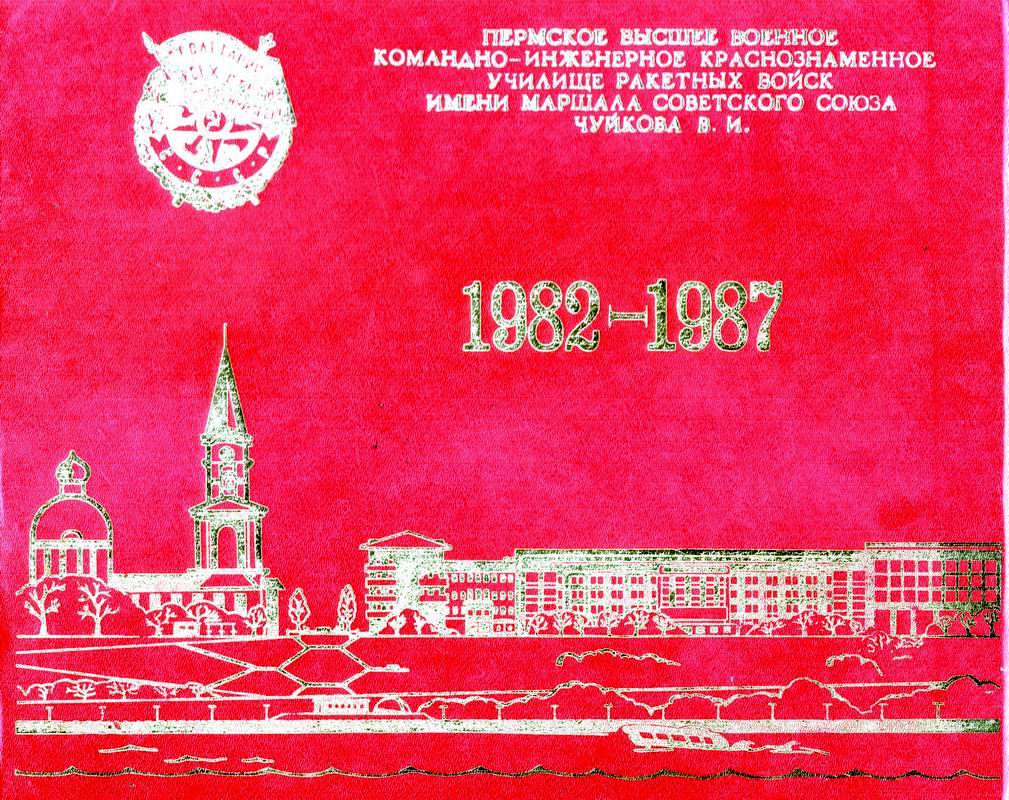 ПЕРМСКОЕ ВЫСШЕЕ ВОЕННОЕ
КОМАНДНО-ИНЖЕНЕРНОЕ КРАСНОЗНАМЕННОЕ
УЧИЛИЩЕ РАКЕТНЫХ ВОЙСК
ИМЕНИ МАРШАЛА СОВЕТСКОГО СОЮЗА
ЧУЙКОВА В. И.
С С С Р
1982-1987